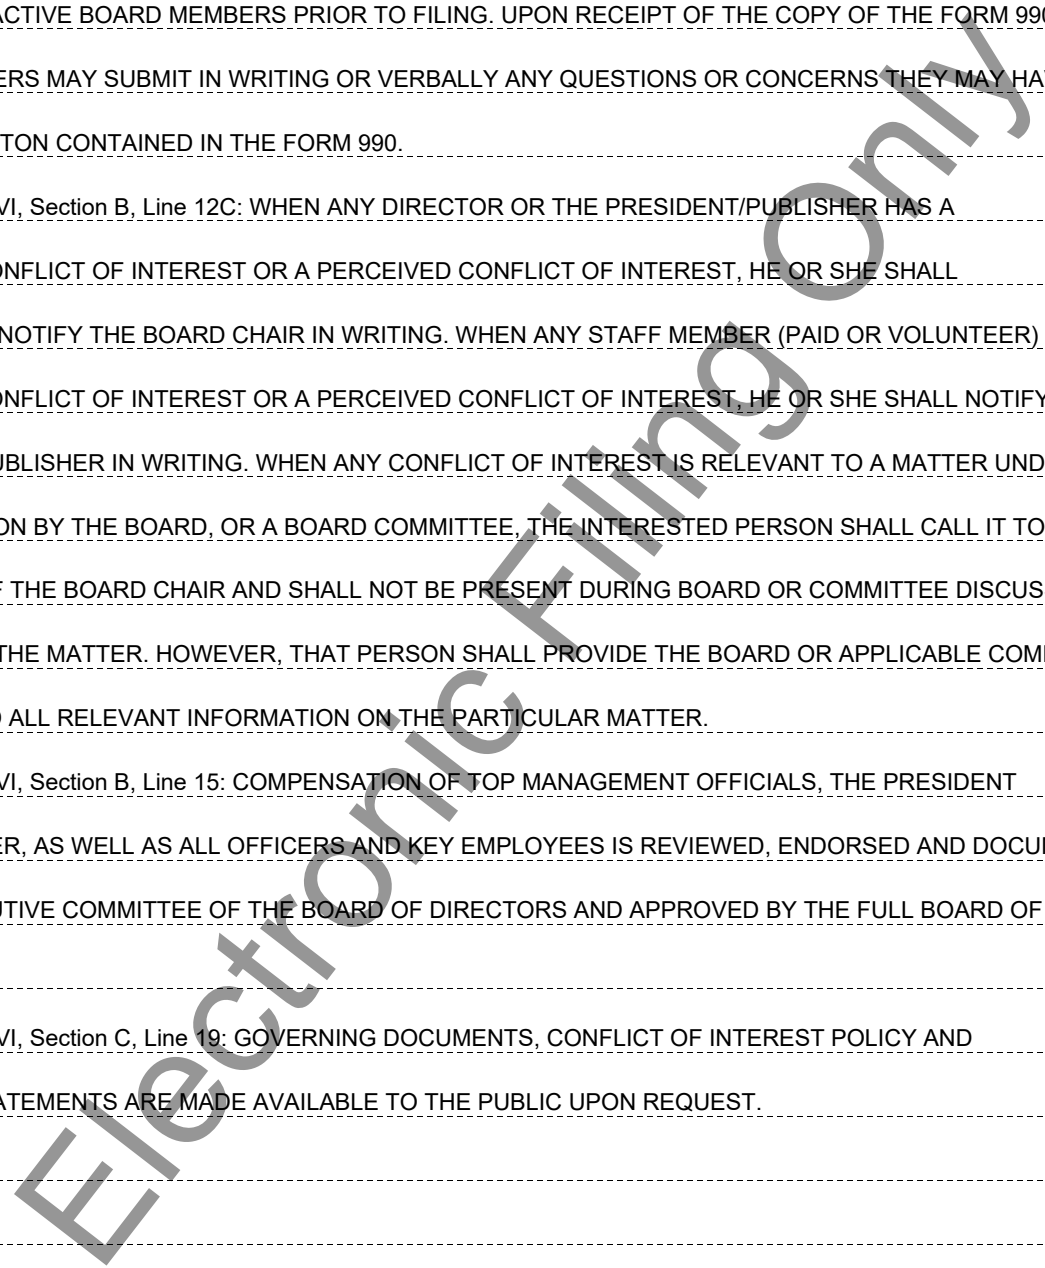 ACTIVE BOARD MEMBERS PRIOR TO FILING. UPON RECEIPT OF THE COPY OF THE FORM 990
ERS MAY SUBMIT IN WRITING OR VERBALLY ANY QUESTIONS OR CONCERNS THEY MAY HAV
TON CONTAINED IN THE FORM 990.
VI, Section B, Line 12C: WHEN ANY DIRECTOR OR THE PRESIDENT/PUBLISHER HAS A
ONFLICT OF INTEREST OR A PERCEIVED CONFLICT OF INTEREST, HE OR SHE SHALL
NOTIFY THE BOARD CHAIR IN WRITING. WHEN ANY STAFF MEMBER (PAID OR VOLUNTEER)
ONFLICT OF INTEREST OR A PERCEIVED CONFLICT OF INTEREST, HE OR SHE SHALL NOTIFY
UBLISHER IN WRITING. WHEN ANY CONFLICT OF INTEREST IS RELEVANT TO A MATTER UND
ON BY THE BOARD, OR A BOARD COMMITTEE, THE INTERESTED PERSON SHALL CALL IT TO
F THE BOARD CHAIR AND SHALL NOT BE PRESENT DURING BOARD OR COMMITTEE DISCUS
THE MATTER. HOWEVER, THAT PERSON SHALL PROVIDE THE BOARD OR APPLICABLE COM
ALL RELEVANT INFORMATION ON THE PARTICULAR MATTER.
VI, Section B, Line 15: COMPENSATION OF TOP MANAGEMENT OFFICIALS, THE PRESIDENT
ER, AS WELL AS ALL OFFICERS AND KEY EMPLOYEES IS REVIEWED, ENDORSED AND DOCU
UTIVE COMMITTEE OF THE BOARD OF DIRECTORS AND APPROVED BY THE FULL BOARD OF
VI, Section C, Line 19: GOVERNING DOCUMENTS, CONFLICT OF INTEREST POLICY AND
ATEMENTS ARE MADE AVAILABLE TO THE PUBLIC UPON REQUEST.
Electronic Filing Only